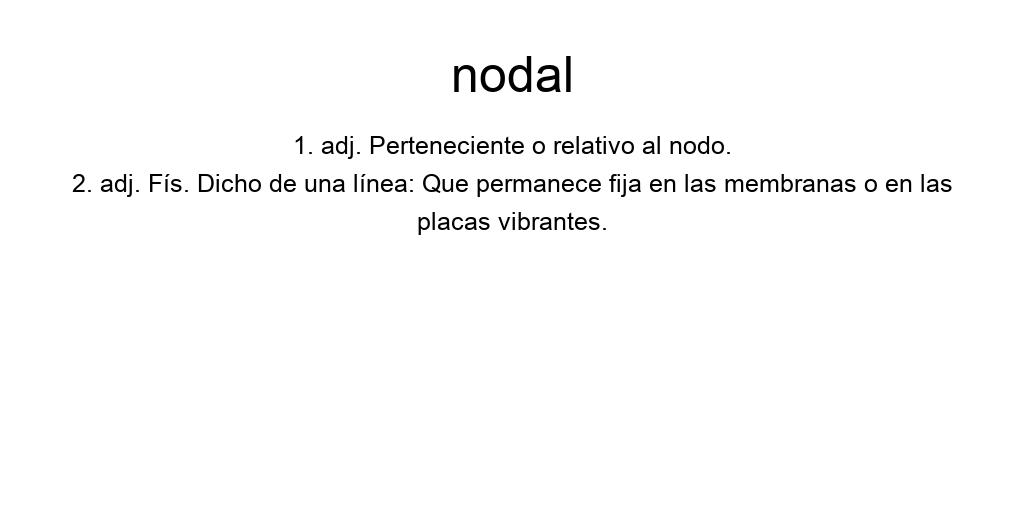 nodal
1. adj. Perteneciente o relativo al nodo.
2. adj. Fís. Dicho de una línea: Que permanece fija en las membranas o en las
placas vibrantes.